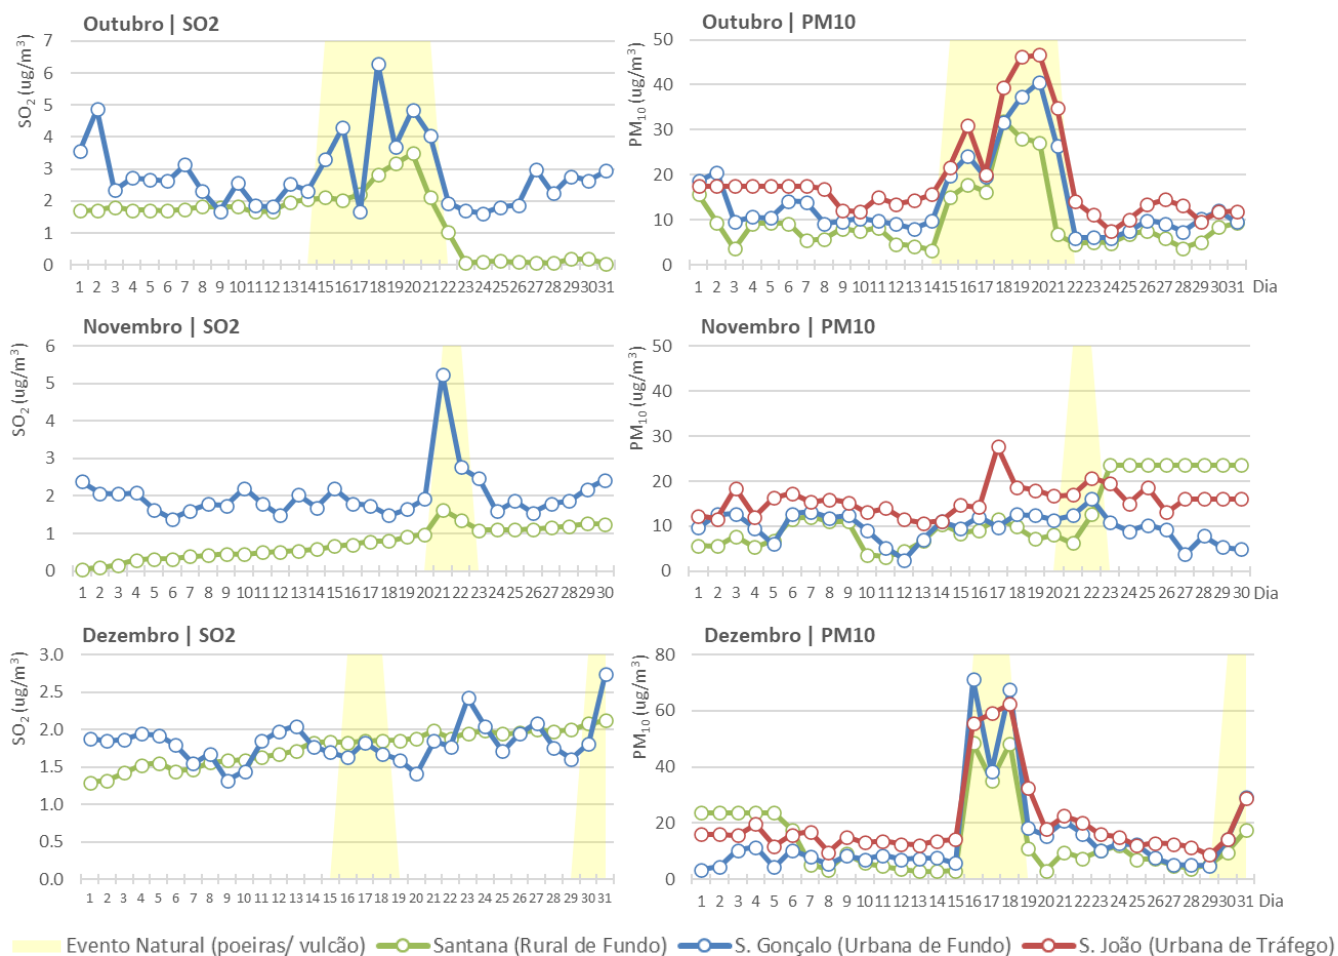 Outubro | SO2
SO2 (ug/m³)
7
6
5
4
3
2
1
0
1 2 3 4 5 6 7 8 9 10 11 12 13 14 15 16 17 18 19 20 21 22 23 24 25 26 27 28 29 30 31
Outubro | PM10
PM10 (ug/m³)
50
40
30
20
10
0
1 2 3 4 5 6 7 8 9 10 11 12 13 14 15 16 17 18 19 20 21 22 23 24 25 26 27 28 29 30 31 Dia
Novembro | SO2
SO2 (ug/m³)
6
5
4
3
2
1
0
1 2 3 4 5 6 7 8 9 10 11 12 13 14 15 16 17 18 19 20 21 22 23 24 25 26 27 28 29 30
Novembro | PM10
PM10 (ug/m³)
50
40
30
20
10
0
1 2 3 4 5 6 7 8 9 10 11 12 13 14 15 16 17 18 19 20 21 22 23 24 25 26 27 28 29 30 Dia
Dezembro | SO2
SO2 (ug/m³)
3.0
2.5
2.0
1.5
1.0
0.5
0.0
1 2 3 4 5 6 7 8 9 10 11 12 13 14 15 16 17 18 19 20 21 22 23 24 25 26 27 28 29 30 31
Dezembro | PM10
PM10 (ug/m³)
80
60
40
20
0
1 2 3 4 5 6 7 8 9 10 11 12 13 14 15 16 17 18 19 20 21 22 23 24 25 26 27 28 29 30 31 Dia
Evento Natural (poeiras/ vulcão) Santana (Rural de Fundo) S. Gonçalo (Urbana de Fundo) S. João (Urbana de Tráfego)